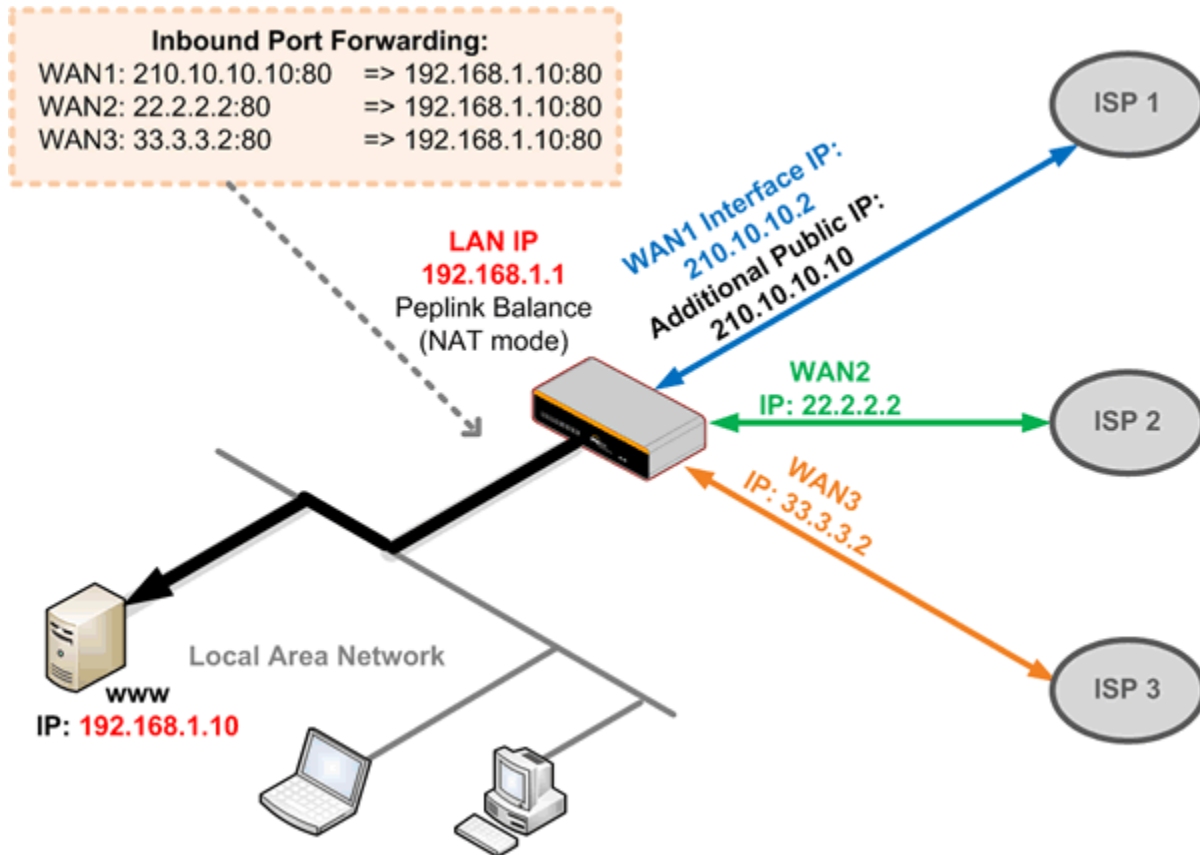 Inbound Port Forwarding:
WAN1: 210.10.10.10:80 => 192.168.1.10:80
WAN2: 22.2.2.2:80 => 192.168.1.10:80
WAN3: 33.3.3.2:80 => 192.168.1.10:80
ISP 1
WAN1 Interface IP:
210.10.10.2
Additional Public IP:
210.10.10.10
LAN IP
192.168.1.1
Peplink Balance
(NAT mode)
WAN2
IP: 22.2.2.2
ISP 2
WAN3
IP: 33.3.3.2
ISP 3
Local Area Network
www
IP: 192.168.1.10